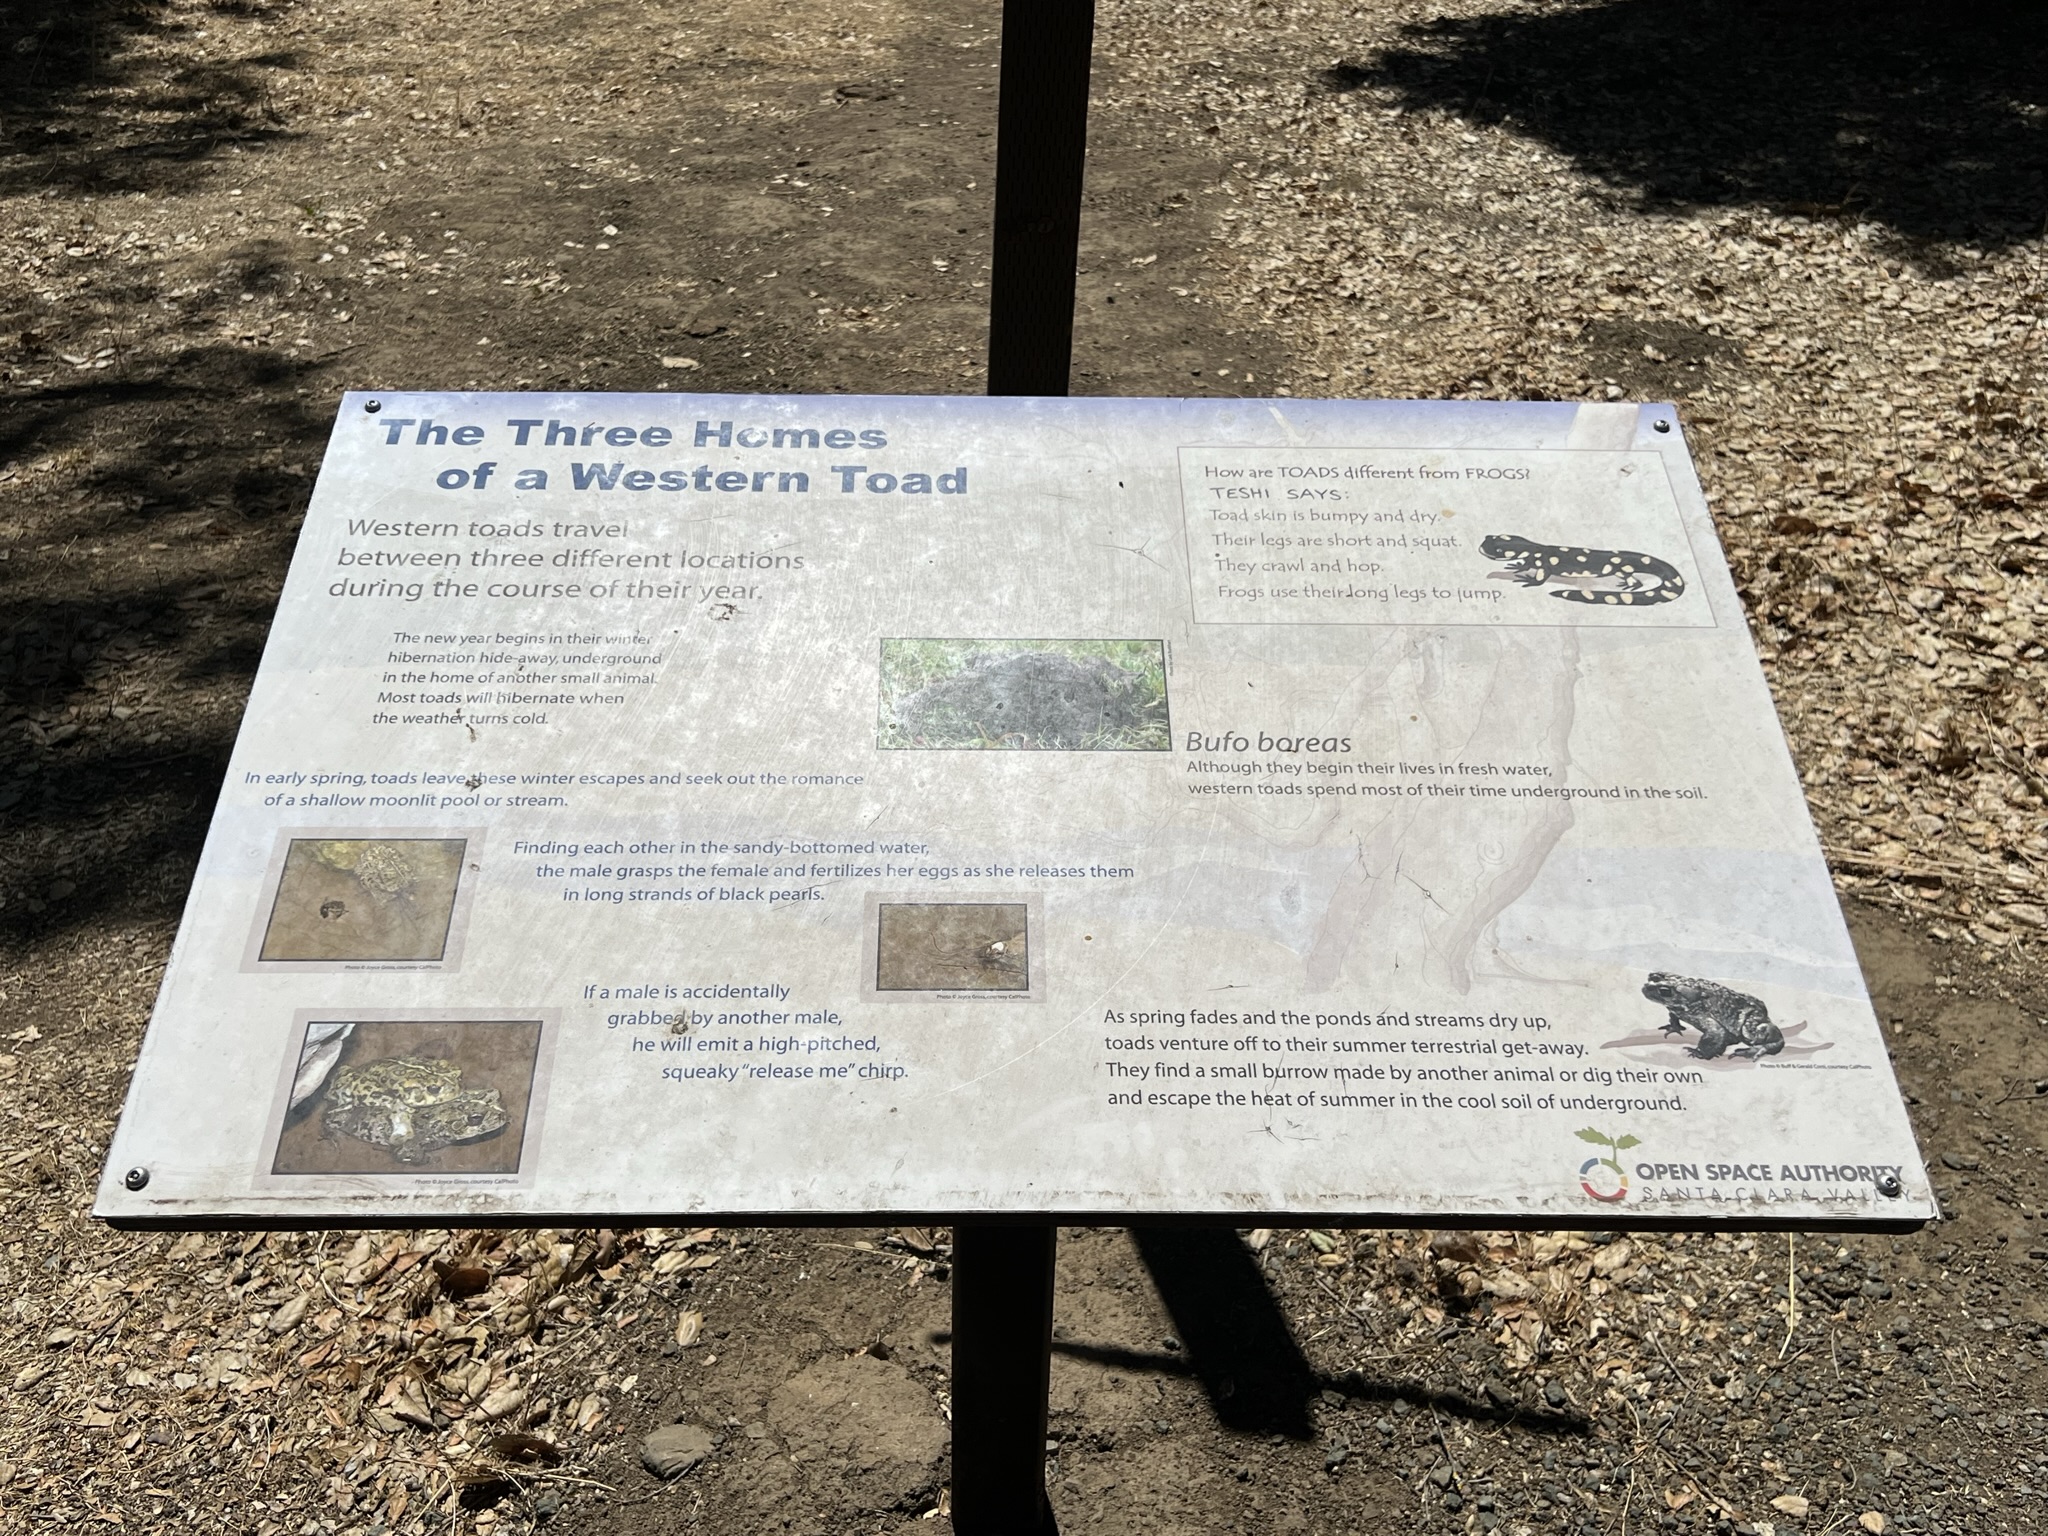 The Three Homes
of a Western Toad
Western toads travel
between three different locations
during the course of their year.
How are TOADS different from FROGS?
TESHI SAYS:
Toad skin is bumpy and dry.
Their legs are short and squat.
They crawl and hop.
Frogs use their long legs to jump.
The new year begins in their winter
hibernation hide-away, underground
in the home of another small animal.
Most toads will hibernate when
the weather turns cold.
Bufo boreas
Although they begin their lives in fresh water,
western toads spend most of their time underground in the soil.
In early spring, toads leave these winter escapes and seek out the romance
of a shallow moonlit pool or stream.
Finding each other in the sandy-bottomed water,
the male grasps the female and fertilizes her eggs as she releases them
in long strands of black pearls.
Photo © Joyce Gross, courtesy CalPhoto
Photo © Joyce Gross, courtesy CalPhoto
If a male is accidentally
grabbed by another male,
he will emit a high-pitched,
squeaky "release me" chirp.
Photo © Joyce Gross, courtesy CalPhoto
As spring fades and the ponds and streams dry up,
toads venture off to their summer terrestrial get-away.
They find a small burrow made by another animal or dig their own
and escape the heat of summer in the cool soil of underground.
Photo © Buff & Gerald Corsi, courtesy CalPhoto
OPEN SPACE AUTHORITY
SANTA CLARA VALLEY